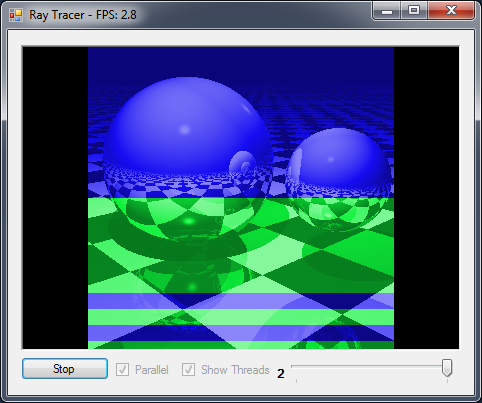 Ray Tracer - FPS: 2.8
Stop Parallel Show Threads 2